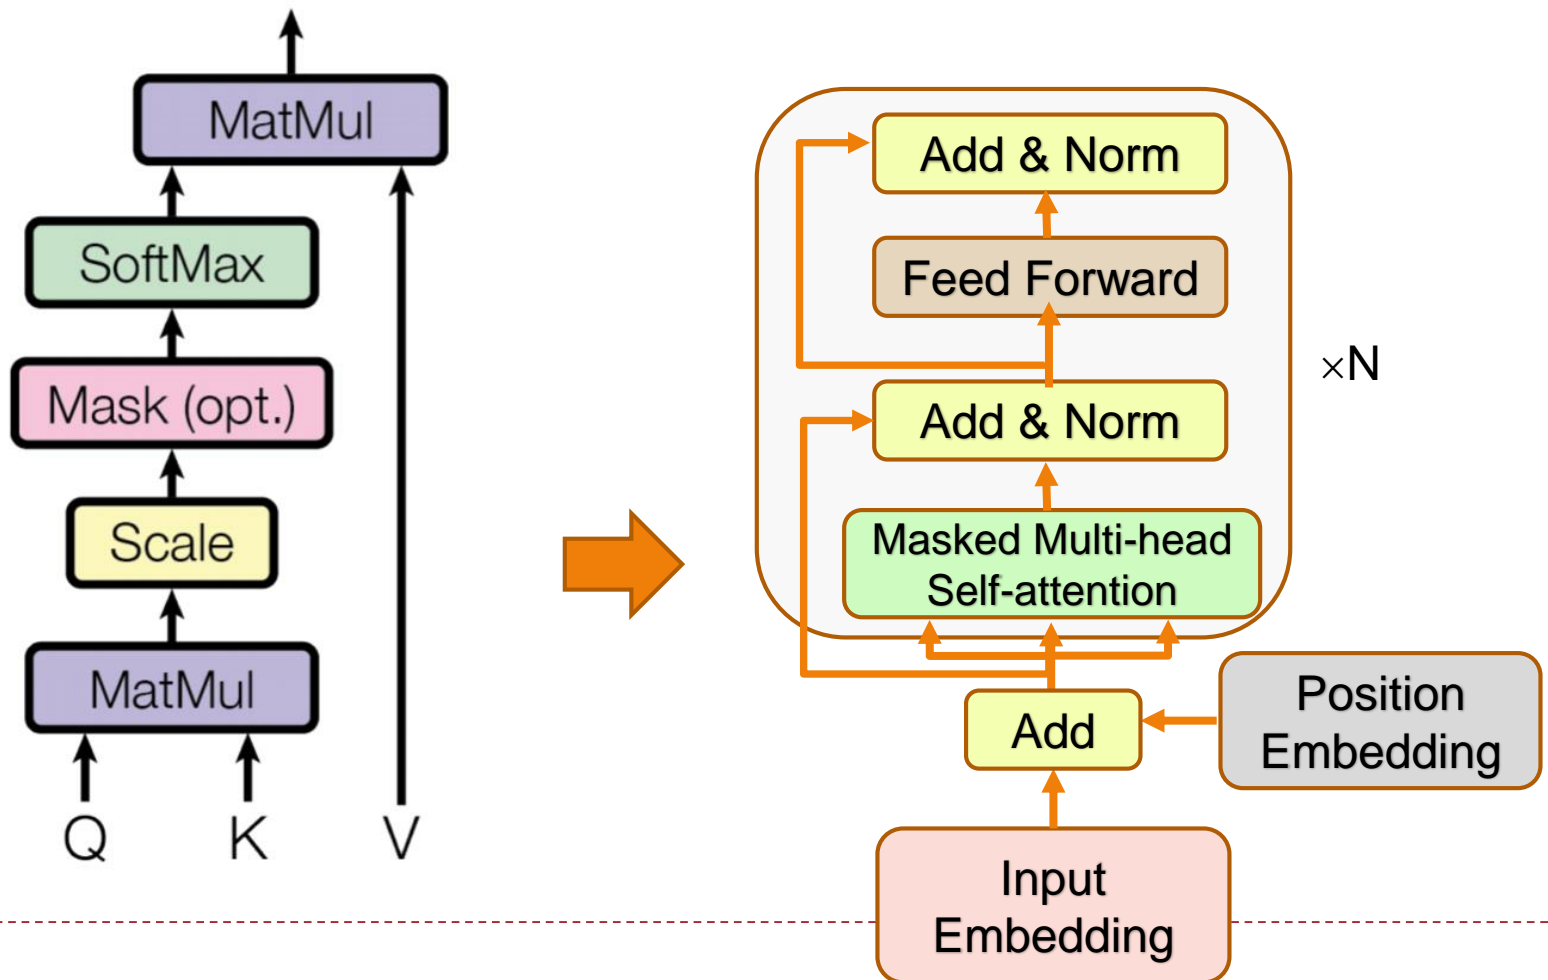 MatMul
SoftMax
Mask (opt.)
Scale
MatMul
Q K V
Add & Norm
Feed Forward
Add & Norm
Masked Multi-head
Self-attention
×N
Add
Position
Embedding
Input
Embedding